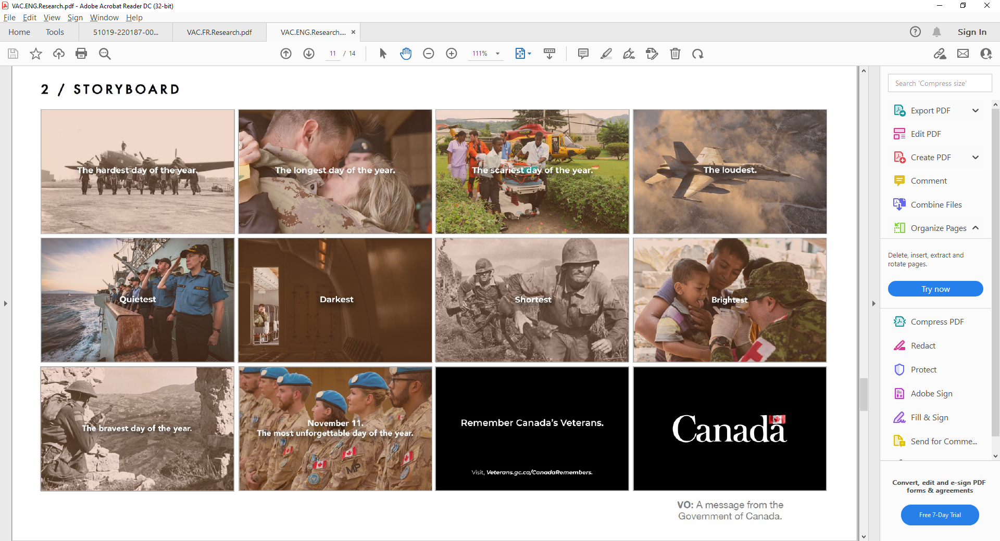 VAC.ENG.Research.pdf - Adobe Acrobat Reader DC (32-bit)
File Edit View Sign Window Help
Home Tools 51019-220187-00... VAC.FR.Research.pdf VAC.ENG.Research.... × Sign In
11 / 14 111%
2 / STORYBOARD
The hardest day of the year.
The longest day of the year.
The scariest day of the year.
RESCUE
The loudest.
Quietest
Darkest
Shortest
Brightest
The bravest day of the year.
November 11.
The most unforgettable day of the year.
MP
Remember Canada's Veterans.
Visit, Veterans.gc.ca/CanadaRemembers.
Canada
VO: A message from the
Government of Canada.
Search 'Compress size'
Export PDF
Edit PDF
Create PDF
Comment
Combine Files
Organize Pages
Delete, insert, extract and
rotate pages.
Try now
Compress PDF
Redact
Protect
Adobe Sign
Fill & Sign
Send for Comme...
Convert, edit and e-sign PDF
forms & agreements
Free 7-Day Trial